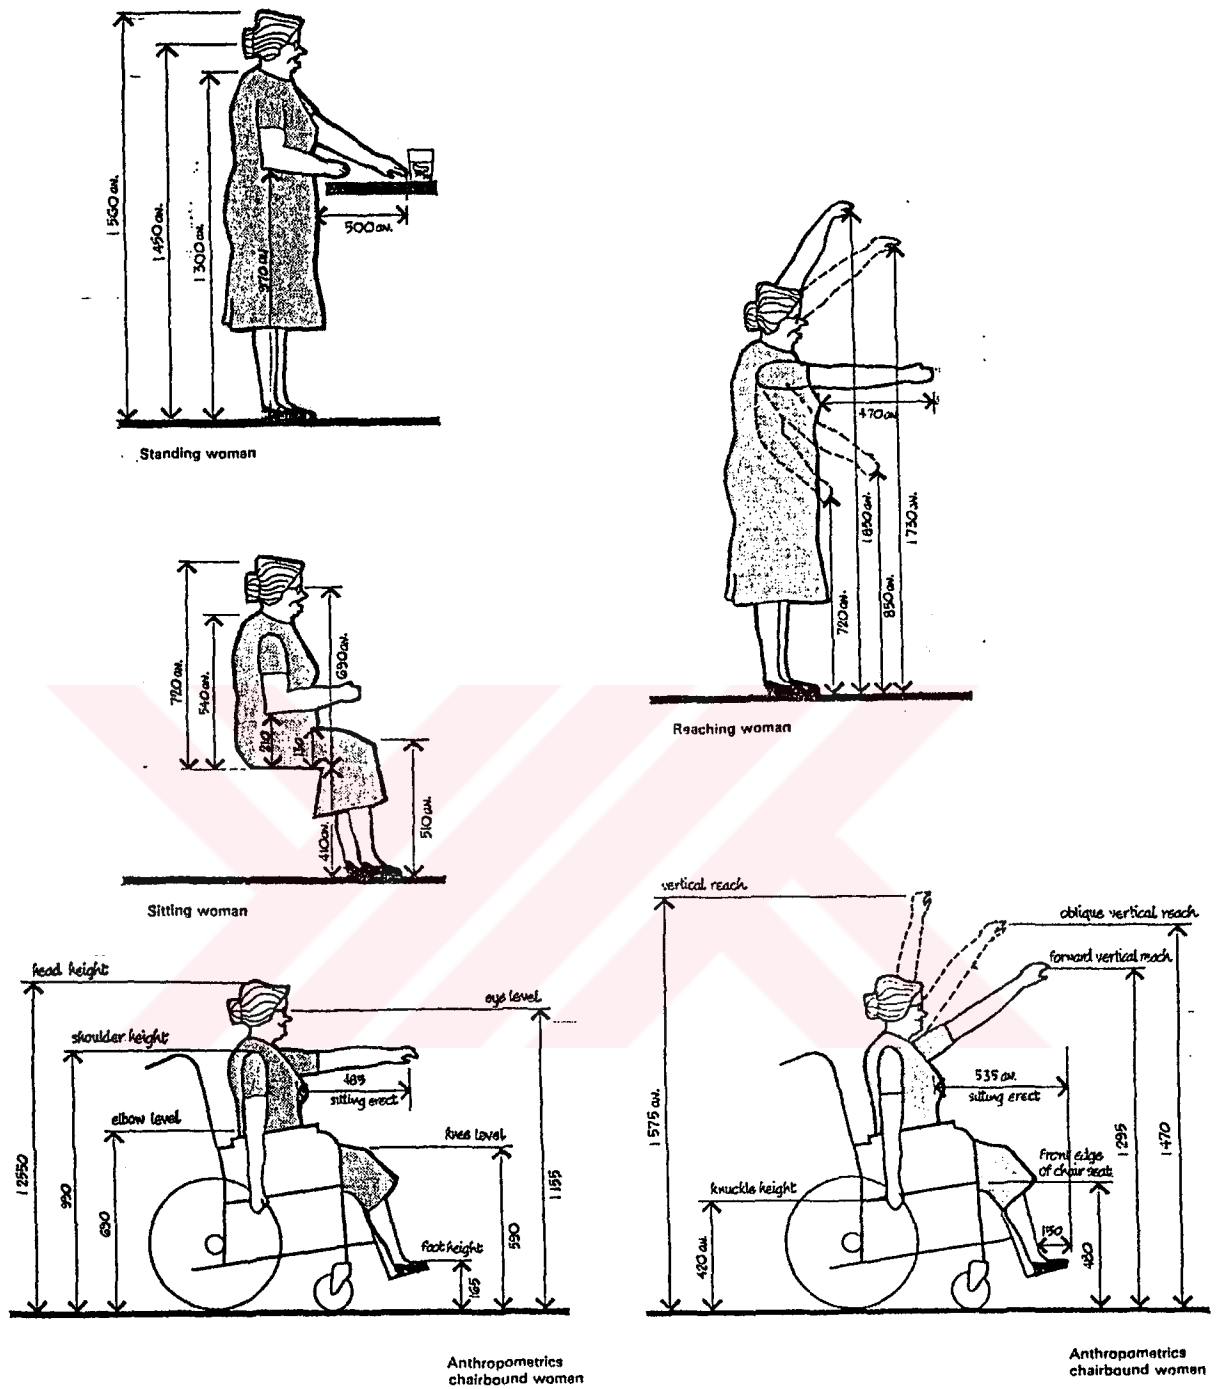 1560 av.
1450 av.
1300 av.
970 av.
500 av.
Standing woman
470 av.
720 av.
1850 av.
850 av.
1730 av.
Reaching woman
720 av.
540 av.
210
130
690 av.
410 av.
510 av.
Sitting woman
head height
eye level
shoulder height
485
sitting erect
elbow level
knee level
foot height
12550
990
690
165
590
1155
Anthropometrics
chairbound women
vertical reach
oblique vertical reach
forward vertical reach
535 av.
sitting erect
front edge
of chair seat
knuckle height
1575 av.
420 av.
150
480
1295
1470
Anthropometrics
chairbound women